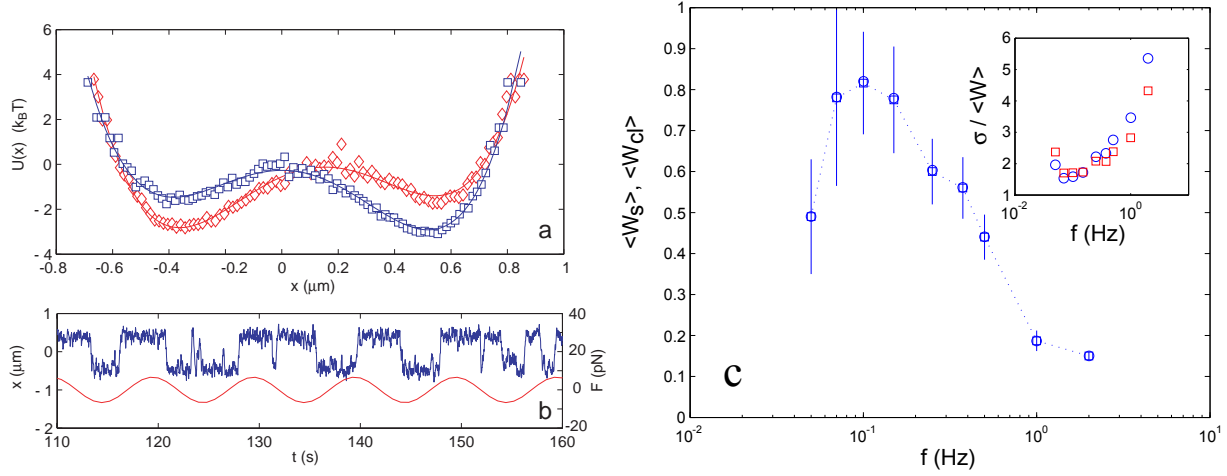 6
4
2
0
- 2
- 4
U(x) (k_BT)
-0.8 -0.6 -0.4 -0.2 0 0.2 0.4 0.6 0.8 1
x (μm)
a
1
0
- 1
- 2
x (μm)
40
30
20
10
0
-20
F (pN)
b
110 120 130 140 150 160
t (s)
1
0.9
0.8
0.7
0.6
0.5
0.4
0.3
0.2
0.1
0
<W_S>, <W_cl>
c
10^-2 10^-1 10^0 10^1
f (Hz)
6
5
4
3
2
1
σ / <W>
10^-2 10^0
f (Hz)